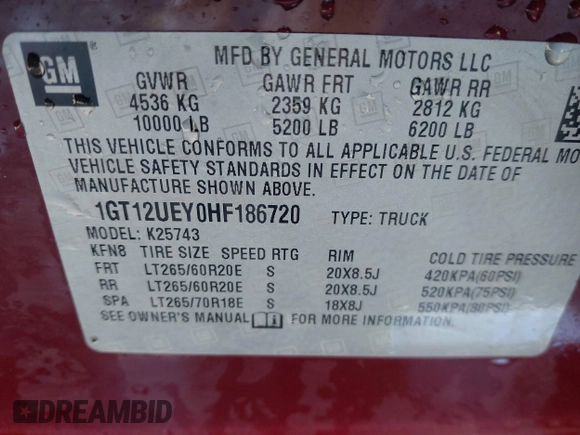 GM
MFD BY GENERAL MOTORS LLC
GVWR GAWR FRT GAWR RR
4536 KG 2359 KG 2812 KG
10000 LB 5200 LB 6200 LB
THIS VEHICLE CONFORMS TO ALL APPLICABLE U.S. FEDERAL MO
VEHICLE SAFETY STANDARDS IN EFFECT ON THE DATE OF
MANUFACTURE SHOWN ABOVE.
1GT12UEY0HF186720 TYPE: TRUCK
MODEL: K25743
KFN8 TIRE SIZE SPEED RTG RIM COLD TIRE PRESSURE
FRT LT265/60R20E S 20X8.5J 420KPA(60PSI)
RR LT265/60R20E S 20X8.5J 520KPA(75PSI)
SPA LT265/70R18E S 18X8J 550KPA(80PSI)
SEE OWNER'S MANUAL FOR MORE INFORMATION.
DREAMBID